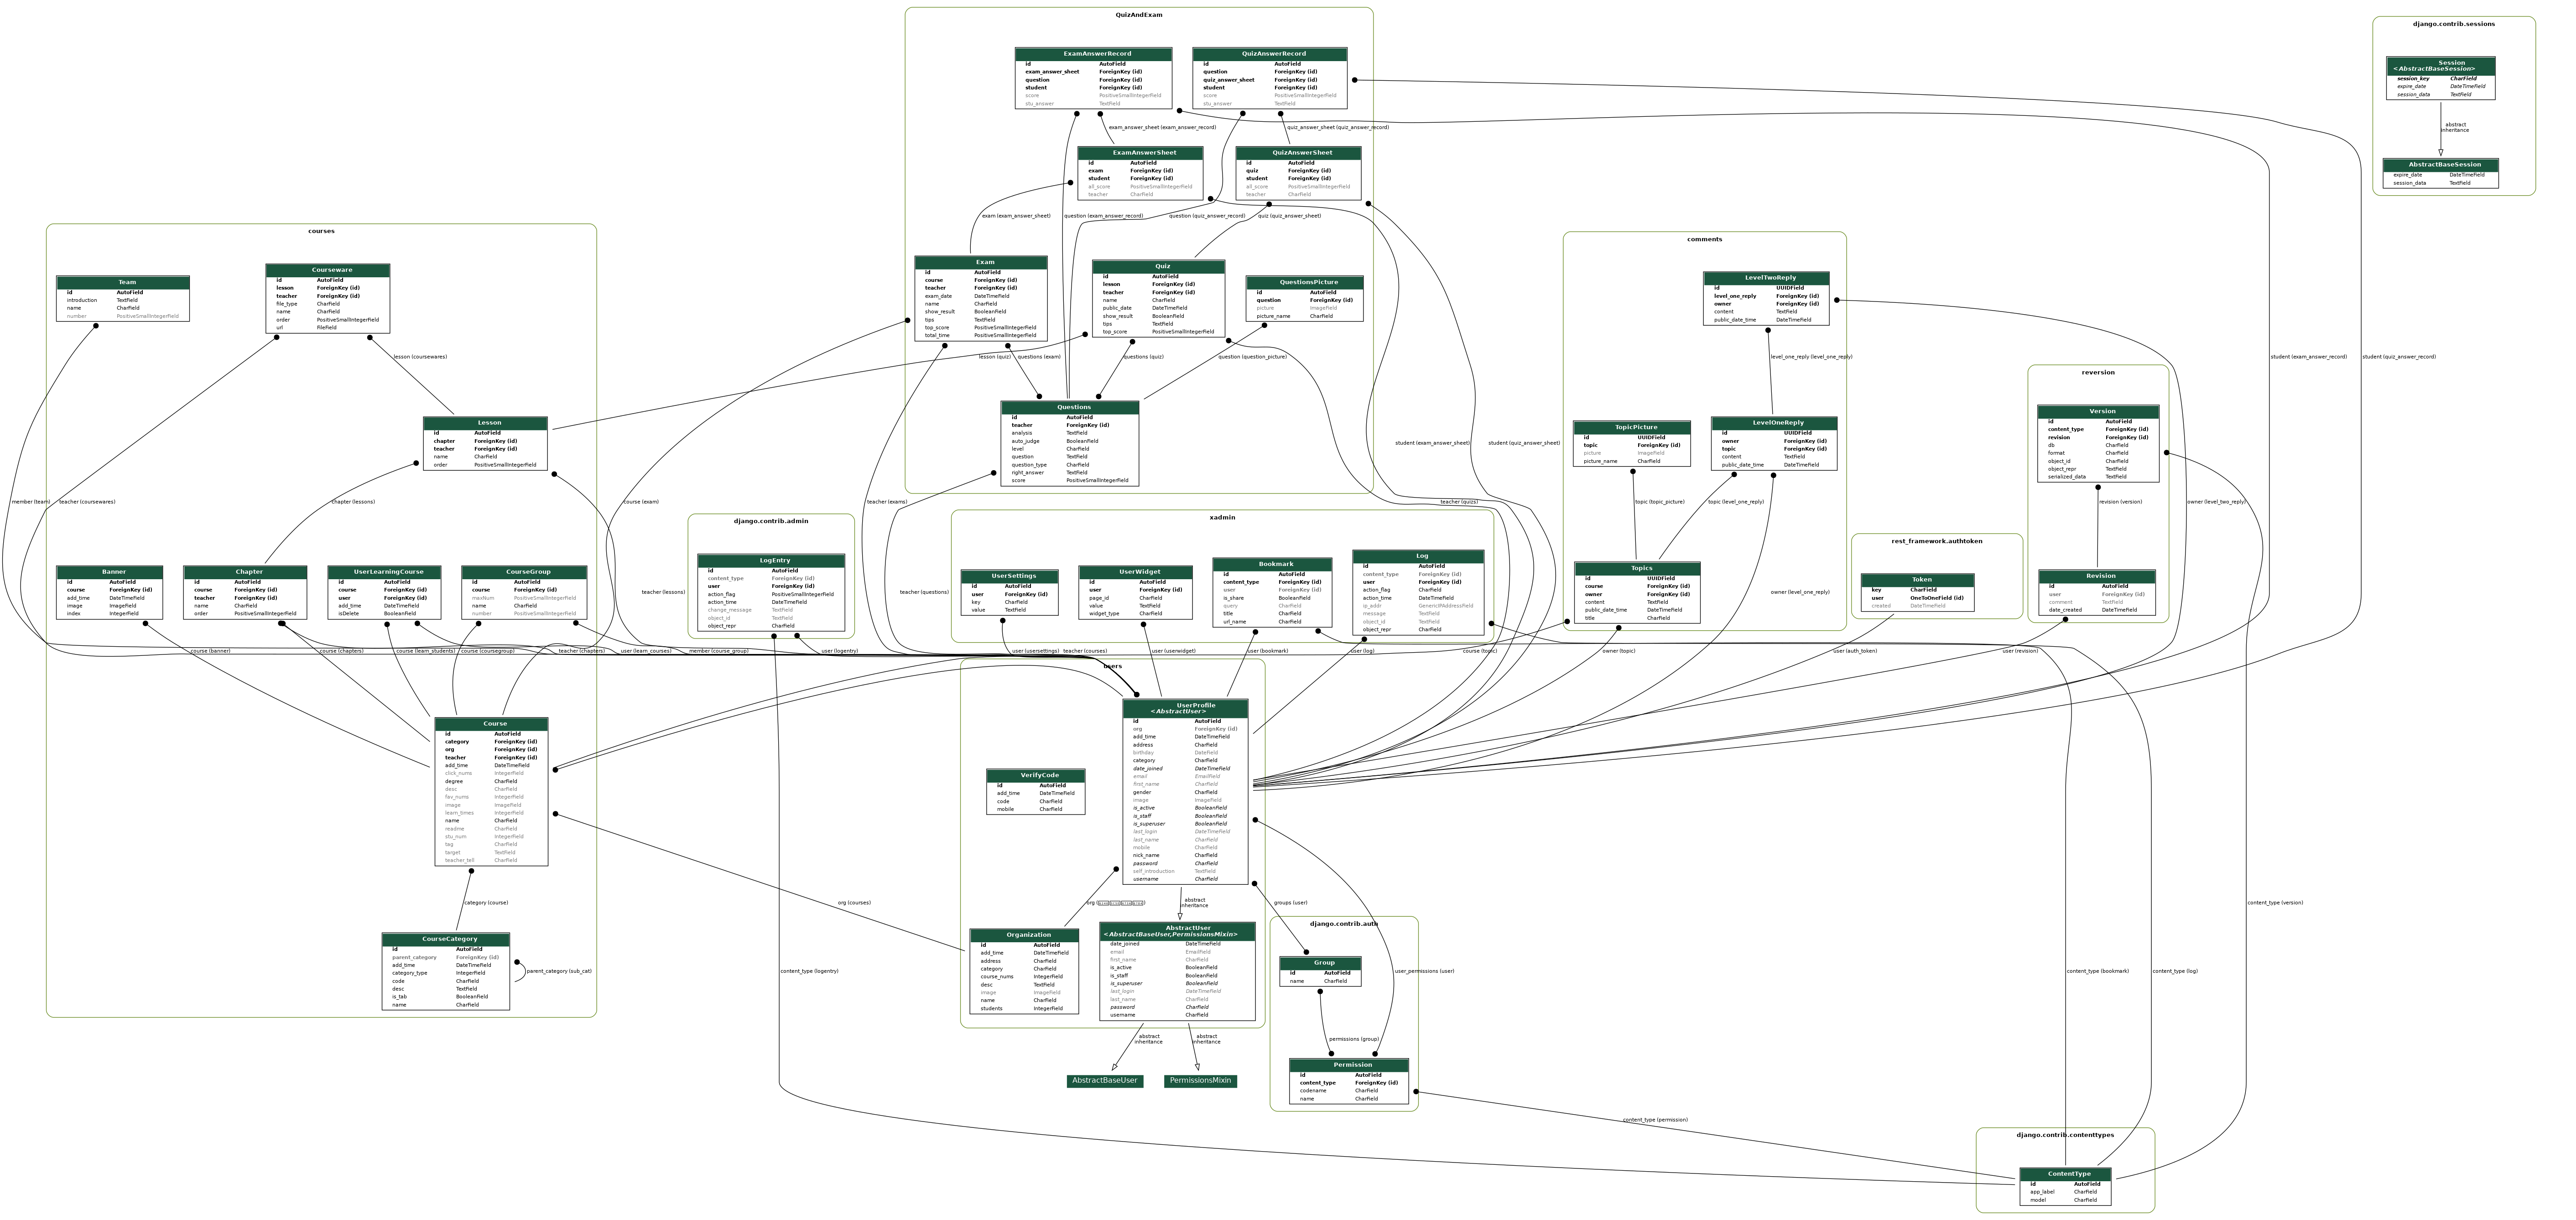 QuizAndExam
ExamAnswerRecord
id AutoField
exam_answer_sheet ForeignKey (id)
question ForeignKey (id)
student ForeignKey (id)
score PositiveSmallIntegerField
stu_answer TextField
QuizAnswerRecord
id AutoField
question ForeignKey (id)
quiz_answer_sheet ForeignKey (id)
student ForeignKey (id)
score PositiveSmallIntegerField
stu_answer TextField
exam_answer_sheet (exam_answer_record)
quiz_answer_sheet (quiz_answer_record)
ExamAnswerSheet
id AutoField
exam ForeignKey (id)
student ForeignKey (id)
all_score PositiveSmallIntegerField
teacher CharField
QuizAnswerSheet
id AutoField
quiz ForeignKey (id)
student ForeignKey (id)
all_score PositiveSmallIntegerField
teacher CharField
exam (exam_answer_sheet)
question (exam_answer_record)
question (quiz_answer_record)
quiz (quiz_answer_sheet)
Exam
id AutoField
course ForeignKey (id)
teacher ForeignKey (id)
exam_date DateTimeField
name CharField
show_result BooleanField
tips TextField
top_score PositiveSmallIntegerField
total_time PositiveSmallIntegerField
Quiz
id AutoField
lesson ForeignKey (id)
teacher ForeignKey (id)
name CharField
public_date DateTimeField
show_result BooleanField
tips TextField
top_score PositiveSmallIntegerField
QuestionsPicture
id AutoField
question ForeignKey (id)
picture ImageField
picture_name CharField
lesson (quiz)
questions (exam)
questions (quiz)
question (question_picture)
Questions
id AutoField
teacher ForeignKey (id)
analysis TextField
auto_judge BooleanField
level CharField
question TextField
question_type CharField
right_answer TextField
score PositiveSmallIntegerField
student (exam_answer_sheet)
student (quiz_answer_sheet)
student (exam_answer_record)
student (quiz_answer_record)
teacher (exams)
teacher (quizs)
teacher (questions)
django.contrib.sessions
Session
<AbstractBaseSession>
session_key CharField
expire_date DateTimeField
session_data TextField
abstract
inheritance
AbstractBaseSession
expire_date DateTimeField
session_data TextField
courses
Team
id AutoField
introduction TextField
name CharField
number PositiveSmallIntegerField
Courseware
id AutoField
lesson ForeignKey (id)
teacher ForeignKey (id)
file_type CharField
name CharField
order PositiveSmallIntegerField
url FileField
lesson (coursewares)
Lesson
id AutoField
chapter ForeignKey (id)
teacher ForeignKey (id)
name CharField
order PositiveSmallIntegerField
member (team)
teacher (coursewares)
chapter (lessons)
course (exam)
teacher (lessons)
Banner
id AutoField
course ForeignKey (id)
add_time DateTimeField
image ImageField
index IntegerField
Chapter
id AutoField
course ForeignKey (id)
teacher ForeignKey (id)
name CharField
order PositiveSmallIntegerField
UserLearningCourse
id AutoField
course ForeignKey (id)
user ForeignKey (id)
add_time DateTimeField
isDelete BooleanField
CourseGroup
id AutoField
course ForeignKey (id)
maxNum PositiveSmallIntegerField
name CharField
number PositiveSmallIntegerField
course (banner)
course (chapters)
course (learn_students)
course (coursegroup)
teacher (chapters)
user (learn_courses)
member (course_group)
Course
id AutoField
category ForeignKey (id)
org ForeignKey (id)
teacher ForeignKey (id)
add_time DateTimeField
click_nums IntegerField
degree CharField
desc CharField
fav_nums IntegerField
image ImageField
learn_times IntegerField
name CharField
readme CharField
stu_num IntegerField
tag CharField
target TextField
teacher_tell CharField
category (course)
org (courses)
CourseCategory
id AutoField
parent_category ForeignKey (id)
add_time DateTimeField
category_type IntegerField
code CharField
desc TextField
is_tab BooleanField
name CharField
parent_category (sub_cat)
django.contrib.admin
LogEntry
id AutoField
content_type ForeignKey (id)
user ForeignKey (id)
action_flag PositiveSmallIntegerField
action_time DateTimeField
change_message TextField
object_id TextField
object_repr CharField
user (logentry)
content_type (logentry)
xadmin
UserSettings
id AutoField
user ForeignKey (id)
key CharField
value TextField
UserWidget
id AutoField
user ForeignKey (id)
page_id CharField
value TextField
widget_type CharField
Bookmark
id AutoField
content_type ForeignKey (id)
user ForeignKey (id)
is_share BooleanField
query CharField
title CharField
url_name CharField
Log
id AutoField
content_type ForeignKey (id)
user ForeignKey (id)
action_flag CharField
action_time DateTimeField
ip_addr GenericIPAddressField
message TextField
object_id TextField
object_repr CharField
user (usersettings)
teacher (courses)
user (userwidget)
user (bookmark)
user (log)
course (topic)
comments
LevelTwoReply
id UUIDField
level_one_reply ForeignKey (id)
owner ForeignKey (id)
content TextField
public_date_time DateTimeField
level_one_reply (level_one_reply)
TopicPicture
id UUIDField
topic ForeignKey (id)
picture ImageField
picture_name CharField
LevelOneReply
id UUIDField
owner ForeignKey (id)
topic ForeignKey (id)
content TextField
public_date_time DateTimeField
topic (topic_picture)
topic (level_one_reply)
owner (level_two_reply)
Topics
id UUIDField
course ForeignKey (id)
owner ForeignKey (id)
content TextField
public_date_time DateTimeField
title CharField
owner (level_one_reply)
owner (topic)
rest_framework.authtoken
Token
key CharField
user OneToOneField (id)
created DateTimeField
user (auth_token)
reversion
Version
id AutoField
content_type ForeignKey (id)
revision ForeignKey (id)
db CharField
format CharField
object_id CharField
object_repr TextField
serialized_data TextField
revision (version)
Revision
id AutoField
user ForeignKey (id)
comment TextField
date_created DateTimeField
user (revision)
users
UserProfile
<AbstractUser>
id AutoField
org ForeignKey (id)
add_time DateTimeField
address CharField
birthday DateField
category CharField
date_joined DateTimeField
email EmailField
first_name CharField
gender CharField
image ImageField
is_active BooleanField
is_staff BooleanField
is_superuser BooleanField
last_login DateTimeField
last_name CharField
mobile CharField
nick_name CharField
password CharField
self_introduction TextField
username CharField
VerifyCode
id AutoField
add_time DateTimeField
code CharField
mobile CharField
org (
abstract
inheritance
groups (user)
Organization
id AutoField
add_time DateTimeField
address CharField
category CharField
course_nums IntegerField
desc TextField
image ImageField
name CharField
students IntegerField
AbstractUser
<AbstractBaseUser,PermissionsMixin>
date_joined DateTimeField
email EmailField
first_name CharField
is_active BooleanField
is_staff BooleanField
is_superuser BooleanField
last_login DateTimeField
last_name CharField
password CharField
username CharField
abstract
inheritance
abstract
inheritance
AbstractBaseUser
PermissionsMixin
django.contrib.auth
Group
id AutoField
name CharField
user_permissions (user)
permissions (group)
Permission
id AutoField
content_type ForeignKey (id)
codename CharField
name CharField
content_type (permission)
content_type (bookmark)
content_type (log)
content_type (version)
django.contrib.contenttypes
ContentType
id AutoField
app_label CharField
model CharField